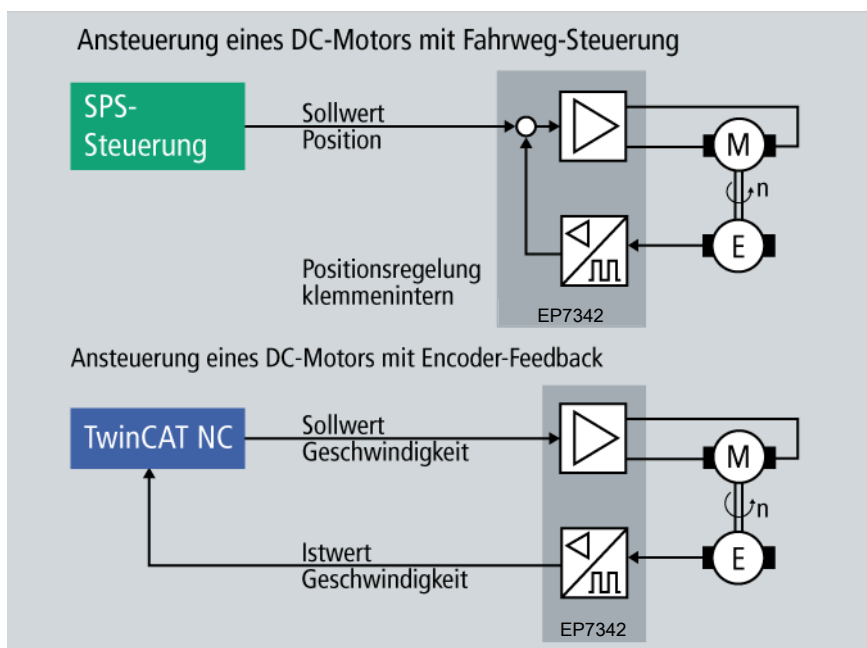 Ansteuerung eines DC-Motors mit Fahrweg-Steuerung
SPS-
Steuerung
Sollwert
Position
M
n
E
Positionsregelung
klemmenintern
EP7342
Ansteuerung eines DC-Motors mit Encoder-Feedback
TwinCAT NC
Sollwert
Geschwindigkeit
M
n
E
Istwert
Geschwindigkeit
EP7342